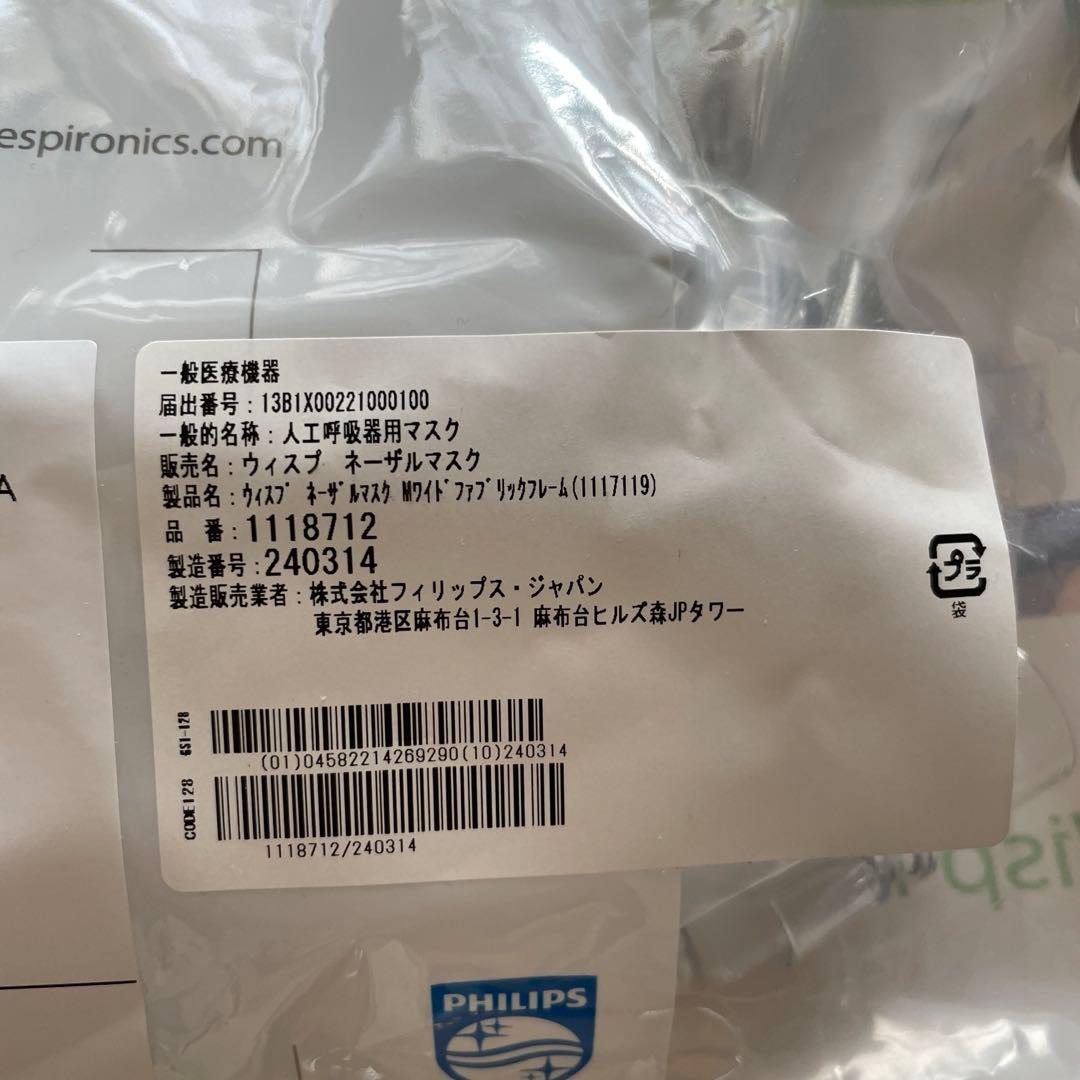 espironics.com
A
一般医療機器
届出番号：13B1X00221000100
一般的名称：人工呼吸器用マスク
販売名：ウィスプ　ネーザルマスク
製品名：ｳｨｽﾌﾟ ﾈｰｻﾞﾙﾏｽｸ Mﾜｲﾄﾞﾌｧﾌﾞﾘｯｸﾌﾚｰﾑ(1117119)
品　番：1118712
製造番号：240314
製造販売業者：株式会社フィリップス・ジャパン
東京都港区麻布台1-3-1 麻布台ヒルズ森JPタワー
プラ
袋
GS1-128
(01)04582214269290(10)240314
CODE128
1118712/240314
isp
PHILIPS